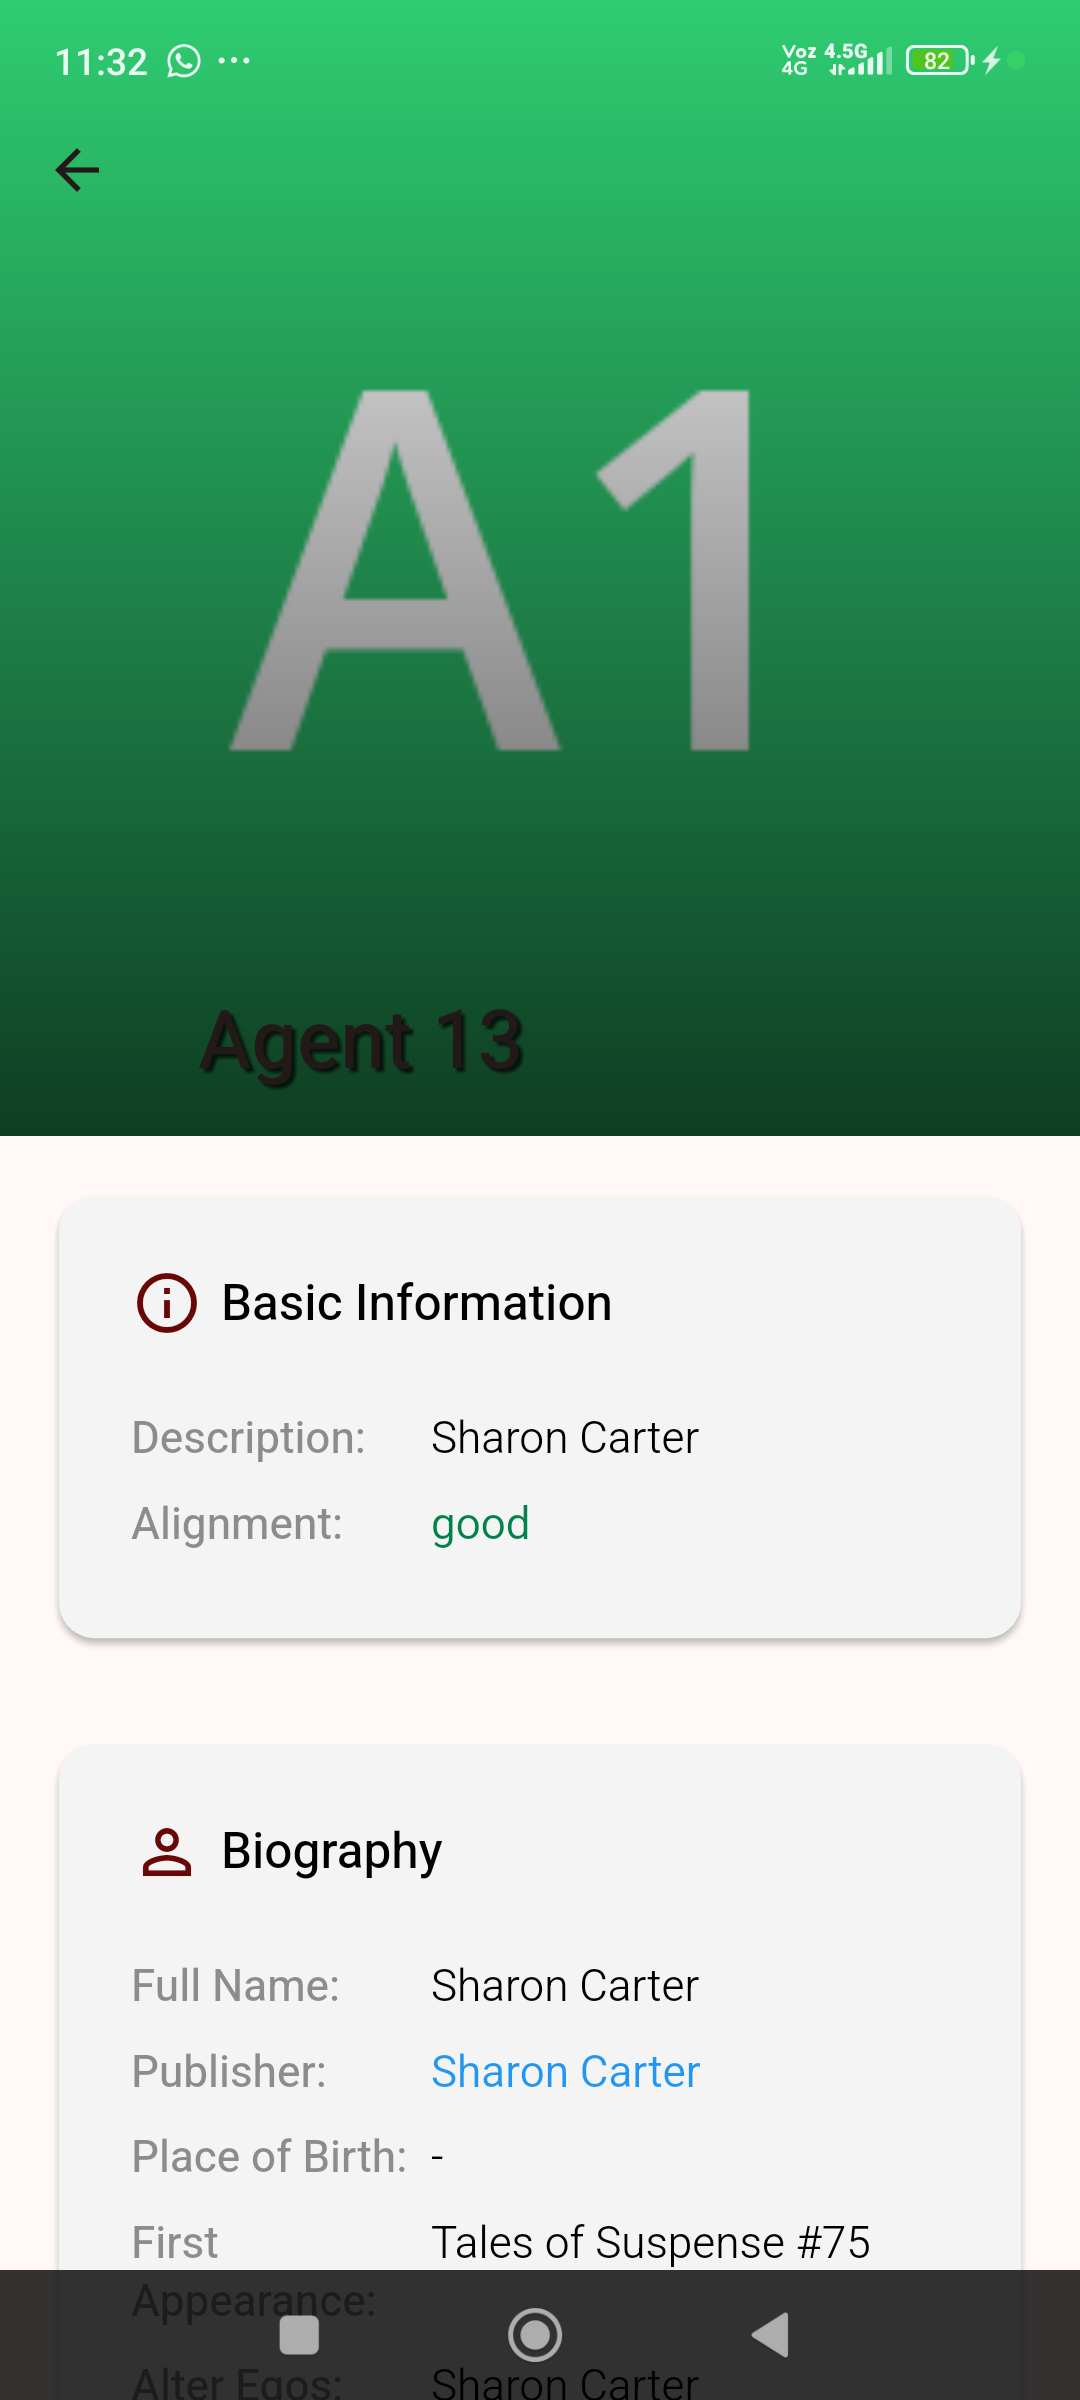 11:32 ...
Voz 4G 4.5G 82
A1
Agent 13
Basic Information
Description: Sharon Carter
Alignment: good
Biography
Full Name: Sharon Carter
Publisher: Sharon Carter
Place of Birth: -
First Appearance: Tales of Suspense #75
Alter Egos: Sharon Carter